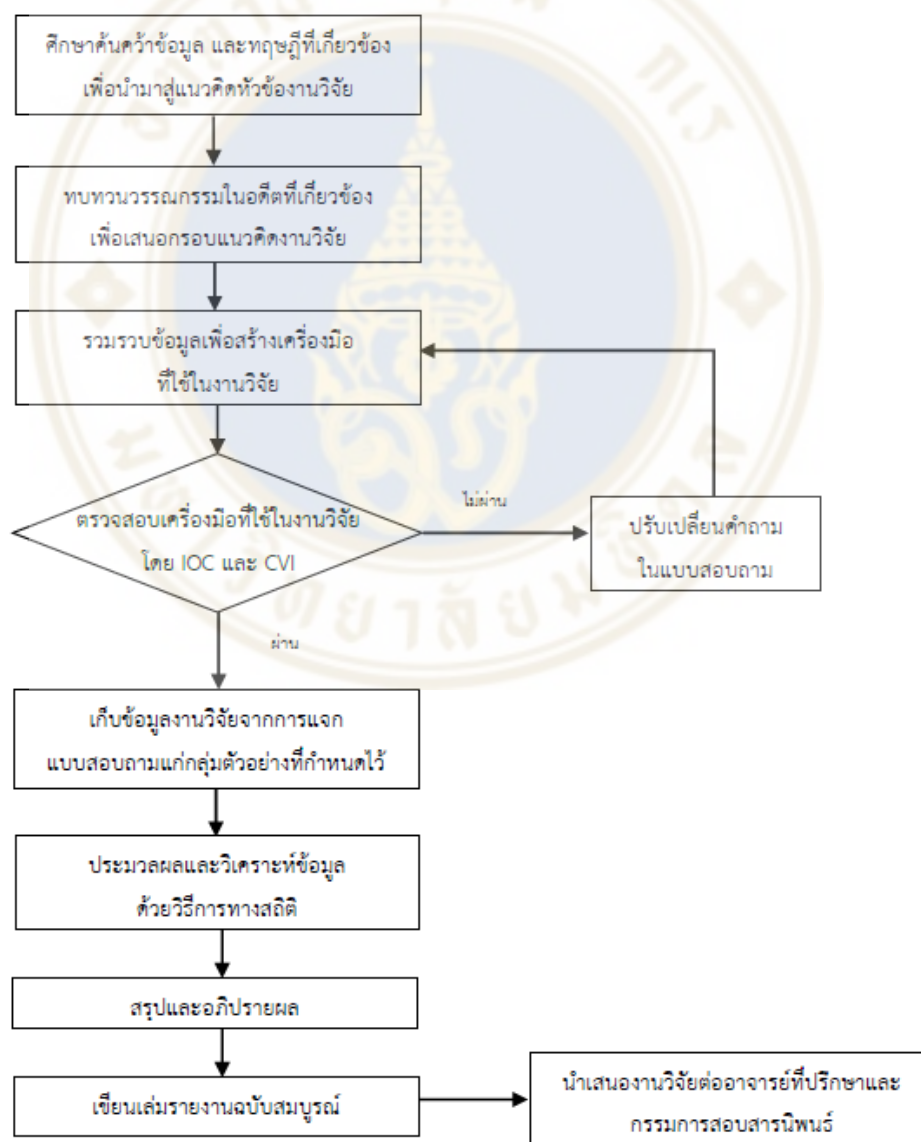 ศึกษาค้นคว้าข้อมูล และทฤษฎีที่เกี่ยวข้อง
เพื่อนำมาสู่แนวคิดหัวข้องานวิจัย
ทบทวนวรรณกรรมในอดีตที่เกี่ยวข้อง
เพื่อเสนอกรอบแนวคิดงานวิจัย
รวมรวบข้อมูลเพื่อสร้างเครื่องมือ
ที่ใช้ในงานวิจัย
ตรวจสอบเครื่องมือที่ใช้ในงานวิจัย
โดย IOC และ CVI
ไม่ผ่าน
ปรับเปลี่ยนคำถาม
ในแบบสอบถาม
ผ่าน
เก็บข้อมูลงานวิจัยจากการแจก
แบบสอบถามแก่กลุ่มตัวอย่างที่กำหนดไว้
ประมวลผลและวิเคราะห์ข้อมูล
ด้วยวิธีการทางสถิติ
สรุปและอภิปรายผล
เขียนเล่มรายงานฉบับสมบูรณ์
นำเสนองานวิจัยต่ออาจารย์ที่ปรึกษาและ
กรรมการสอบสารนิพนธ์